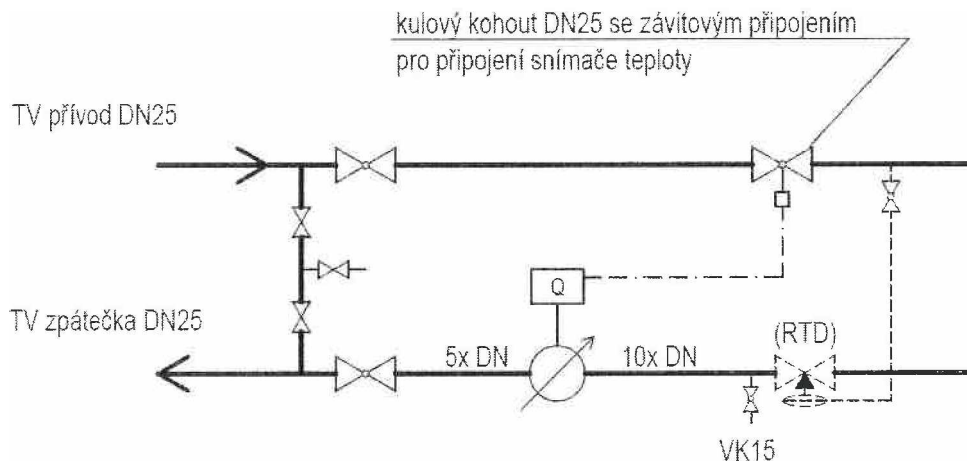 kulový kohout DN25 se závitovým připojením
pro připojení snímače teploty
TV přívod DN25
Q
TV zpátečka DN25
5x DN
10x DN
(RTD)
VK15